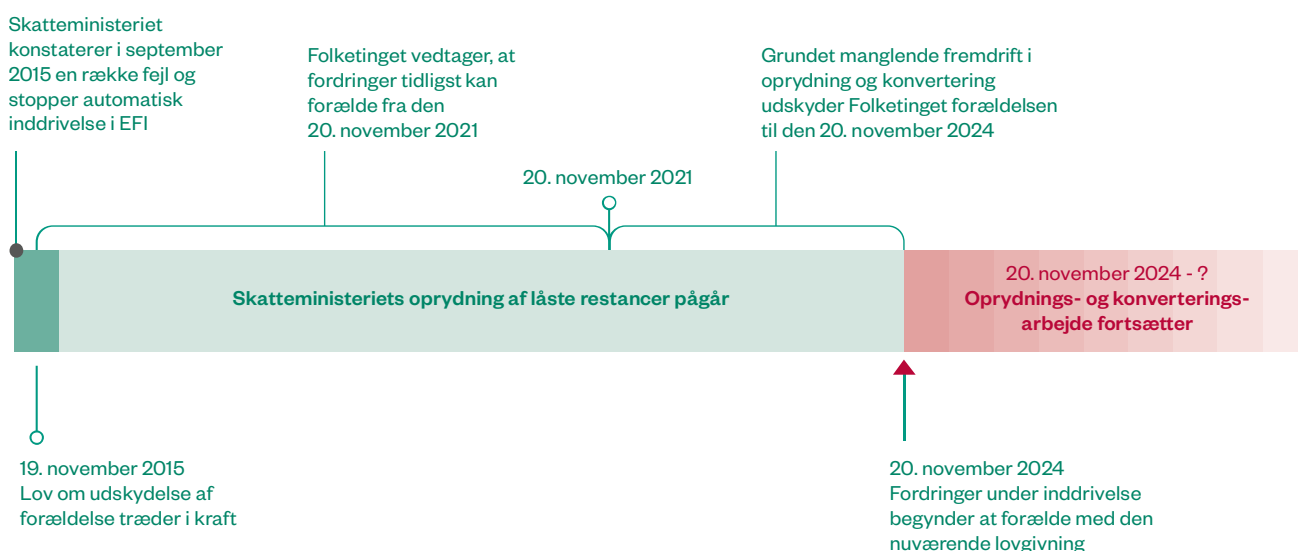 Skatteministeriet
konstaterer i september
2015 en række fejl og
stopper automatisk
inddrivelse i EFI
Folketinget vedtager, at
fordringer tidligst kan
forælde fra den
20. november 2021
Grundet manglende fremdrift i
oprydning og konvertering
udskyder Folketinget forældelsen
til den 20. november 2024
20. november 2021
Skatteministeriets oprydning af låste restancer pågår
20. november 2024 - ?
Oprydnings- og konverterings-
arbejde fortsætter
19. november 2015
Lov om udskydelse af
forældelse træder i kraft
20. november 2024
Fordringer under inddrivelse
begynder at forælde med den
nuværende lovgivning